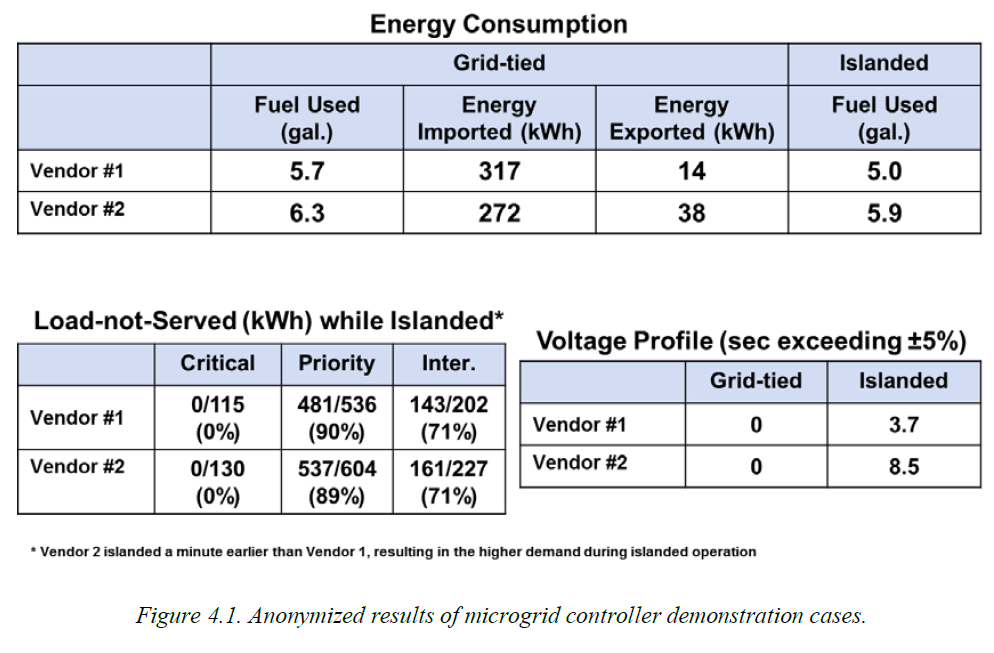 Energy Consumption
Grid-tied Islanded
Fuel Used (gal.) Energy Imported (kWh) Energy Exported (kWh) Fuel Used (gal.)
Vendor #1 5.7 317 14 5.0
Vendor #2 6.3 272 38 5.9
Load-not-Served (kWh) while Islanded*
Critical Priority Inter.
Vendor #1 0/115 (0%) 481/536 (90%) 143/202 (71%)
Vendor #2 0/130 (0%) 537/604 (89%) 161/227 (71%)
Voltage Profile (sec exceeding ±5%)
Grid-tied Islanded
Vendor #1 0 3.7
Vendor #2 0 8.5
* Vendor 2 islanded a minute earlier than Vendor 1, resulting in the higher demand during islanded operation
Figure 4.1. Anonymized results of microgrid controller demonstration cases.